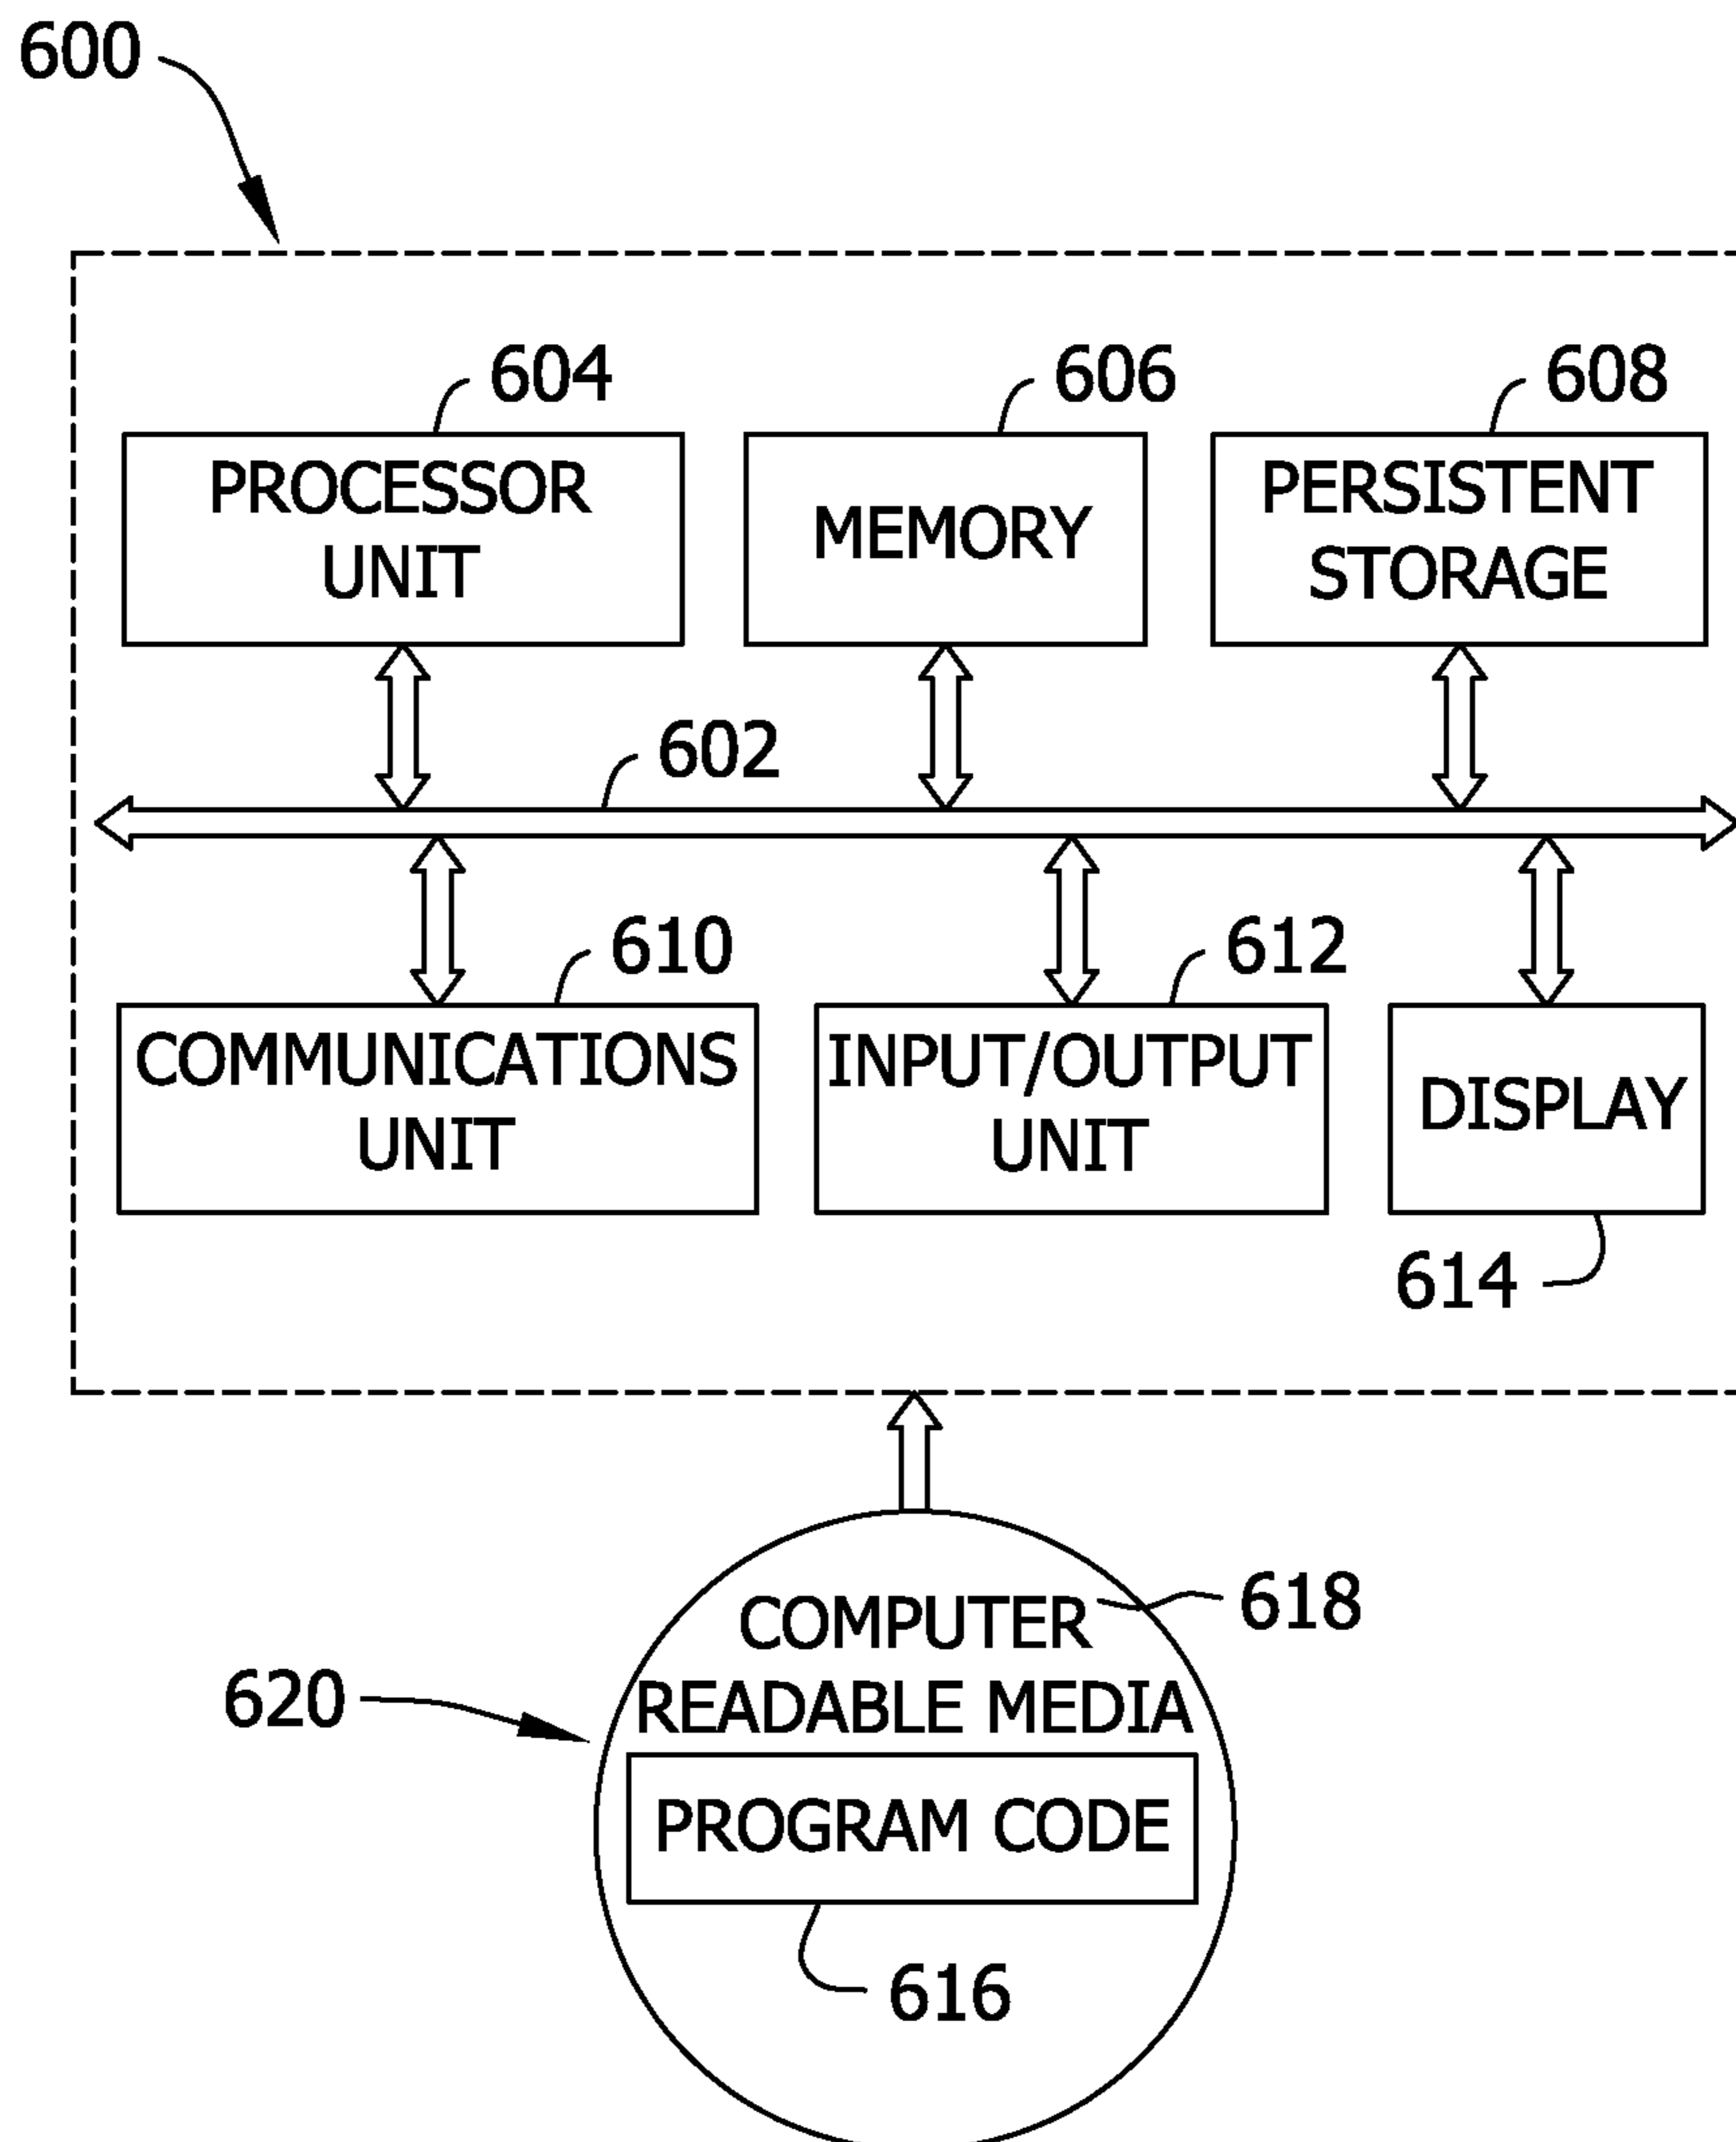 600
604
606
608
PROCESSOR
UNIT
MEMORY
PERSISTENT
STORAGE
602
610
612
COMMUNICATIONS
UNIT
INPUT/OUTPUT
UNIT
DISPLAY
614
COMPUTER
READABLE MEDIA
618
620
PROGRAM CODE
616